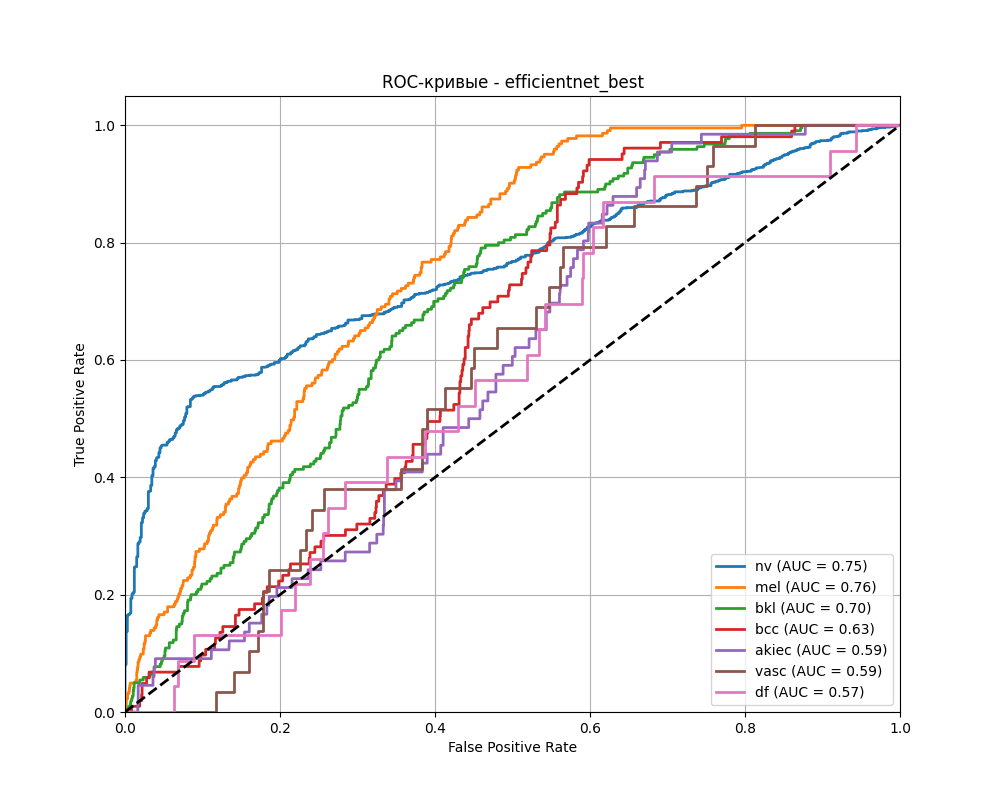 ROC-кривые - efficientnet_best
True Positive Rate
1.0
0.8
0.6
0.4
0.2
0.0
nv (AUC = 0.75)
mel (AUC = 0.76)
bkl (AUC = 0.70)
bcc (AUC = 0.63)
akiec (AUC = 0.59)
vasc (AUC = 0.59)
df (AUC = 0.57)
0.0 0.2 0.4 0.6 0.8 1.0
False Positive Rate